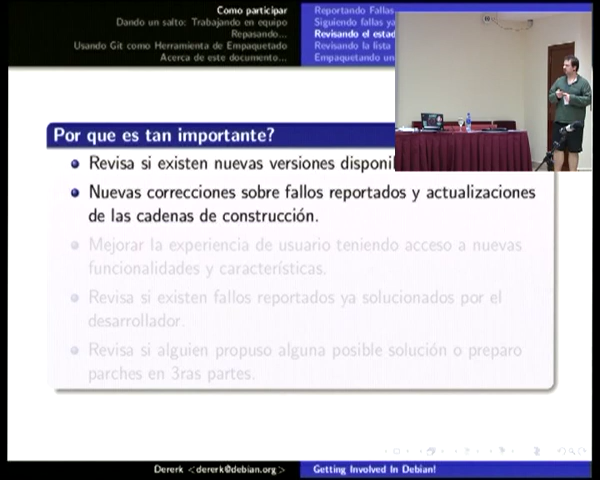 Como participar
Dando un salto: Trabajando en equipo
Repasando...
Usando Git como Herramienta de Empaquetado
Acerca de este documento...
Reportando Fallas
Siguiendo fallas ya
Revisando el estad
Revisando la lista
Empaquetando un
Por que es tan importante?
Revisa si existen nuevas versiones disponi
Nuevas correcciones sobre fallos reportados y actualizaciones
de las cadenas de construcción.
Mejorar la experiencia de usuario teniendo acceso a nuevas
funcionalidades y características.
Revisa si existen fallos reportados ya solucionados por el
desarrollador.
Revisa si alguien propuso alguna posible solución o preparo
parches en 3ras partes.
Dererk <dererk@debian.org>
Getting Involved In Debian!